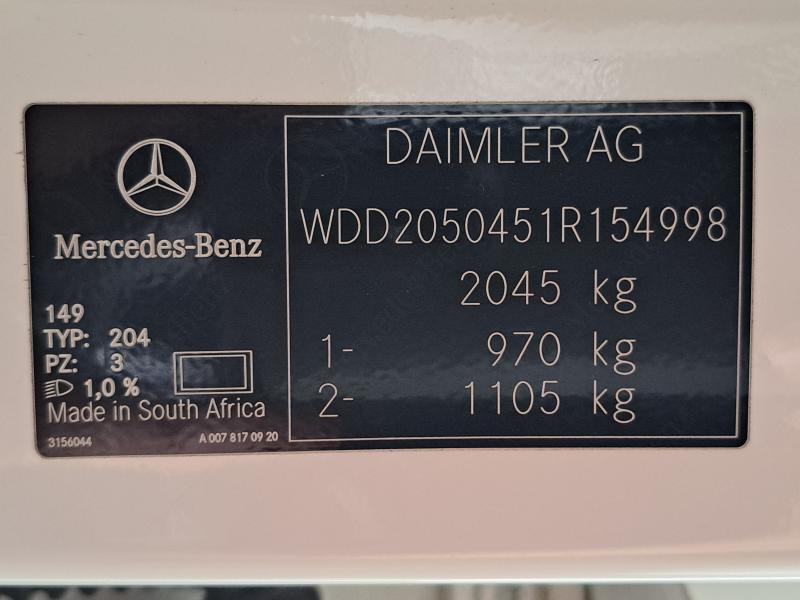 Mercedes-Benz
149
TYP: 204
PZ: 3
1,0 %
Made in South Africa
3156044 A 007 817 09 20
DAIMLER AG
WDD2050451R154998
2045 kg
1- 970 kg
2- 1105 kg